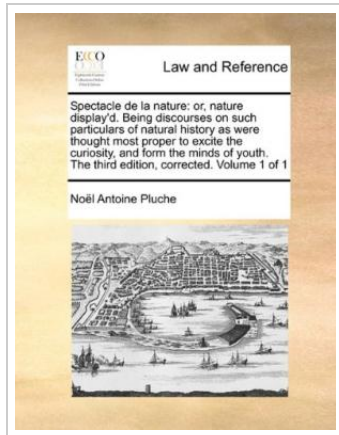 ECCO
Law and Reference
Spectacle de la nature: or, nature
display'd. Being discourses on such
particulars of natural history as were
thought most proper to excite the
curiosity, and form the minds of youth.
The third edition, corrected. Volume 1 of 1
Noël Antoine Pluche